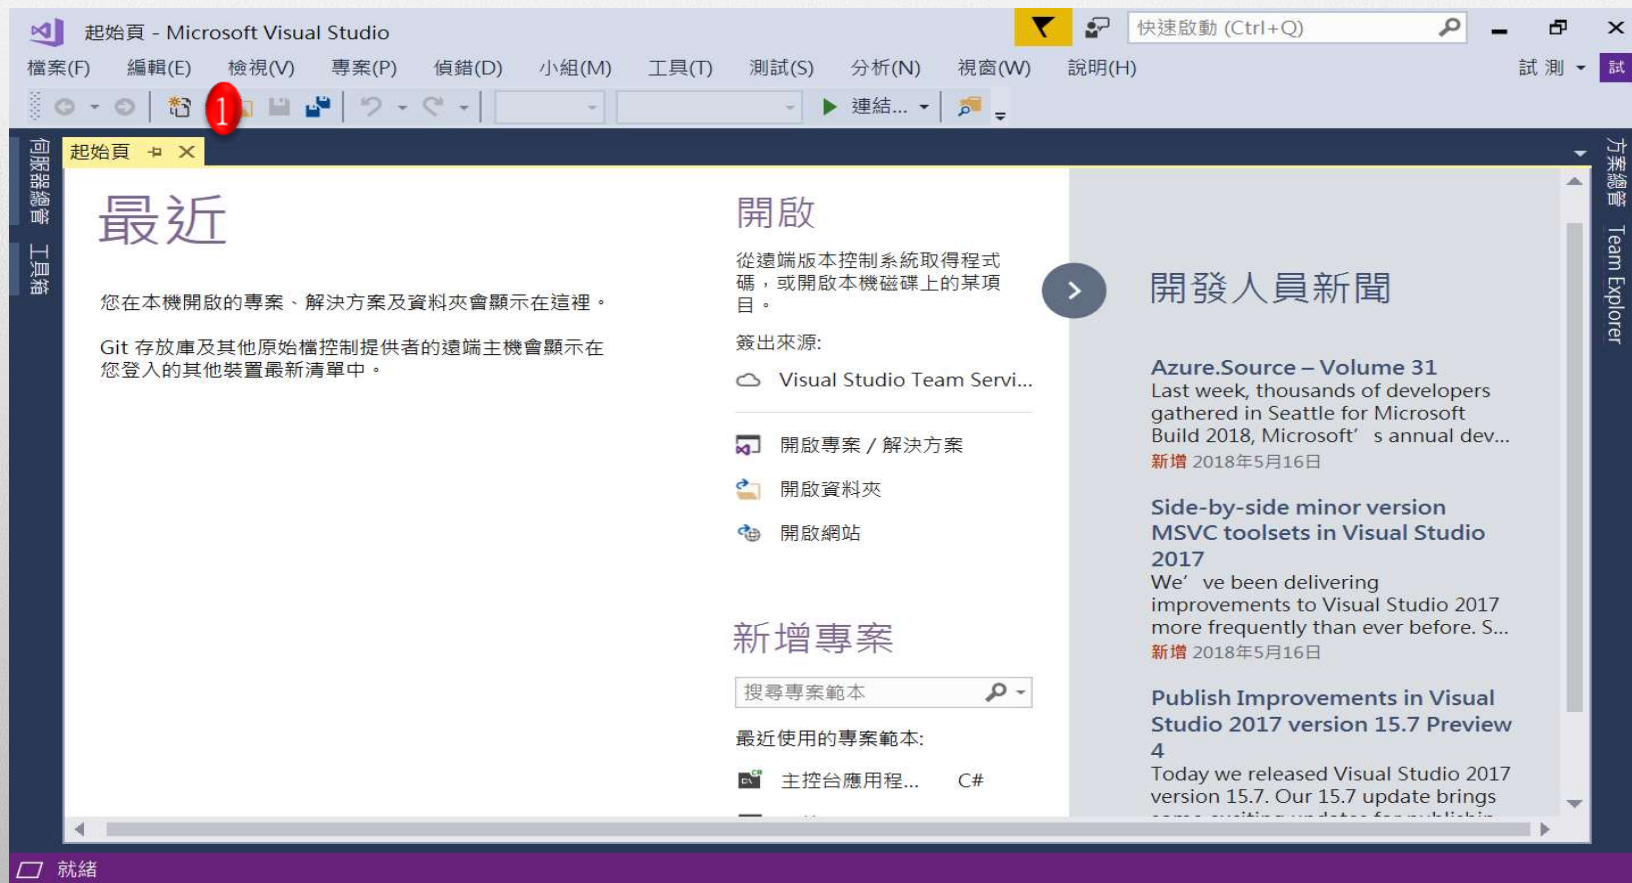 起始頁 - Microsoft Visual Studio
快速啟動 (Ctrl+Q)
檔案(F) 編輯(E) 檢視(V) 專案(P) 偵錯(D) 小組(M) 工具(T) 測試(S) 分析(N) 視窗(W) 說明(H) 試 測 試
1 連結...
伺服器總管
工具箱
起始頁
最近
您在本機開啟的專案、解決方案及資料夾會顯示在這裡。
Git 存放庫及其他原始檔控制提供者的遠端主機會顯示在
您登入的其他裝置最新清單中。
開啟
從遠端版本控制系統取得程式
碼，或開啟本機磁碟上的某項
目。
簽出來源:
Visual Studio Team Servi...
開啟專案 / 解決方案
開啟資料夾
開啟網站
新增專案
搜尋專案範本
最近使用的專案範本:
主控台應用程... C#
開發人員新聞
Azure.Source – Volume 31
Last week, thousands of developers
gathered in Seattle for Microsoft
Build 2018, Microsoft’ s annual dev...
新增 2018年5月16日
Side-by-side minor version
MSVC toolsets in Visual Studio
2017
We’ ve been delivering
improvements to Visual Studio 2017
more frequently than ever before. S...
新增 2018年5月16日
Publish Improvements in Visual
Studio 2017 version 15.7 Preview
4
Today we released Visual Studio 2017
version 15.7. Our 15.7 update brings
方案總管
Team Explorer
就緒